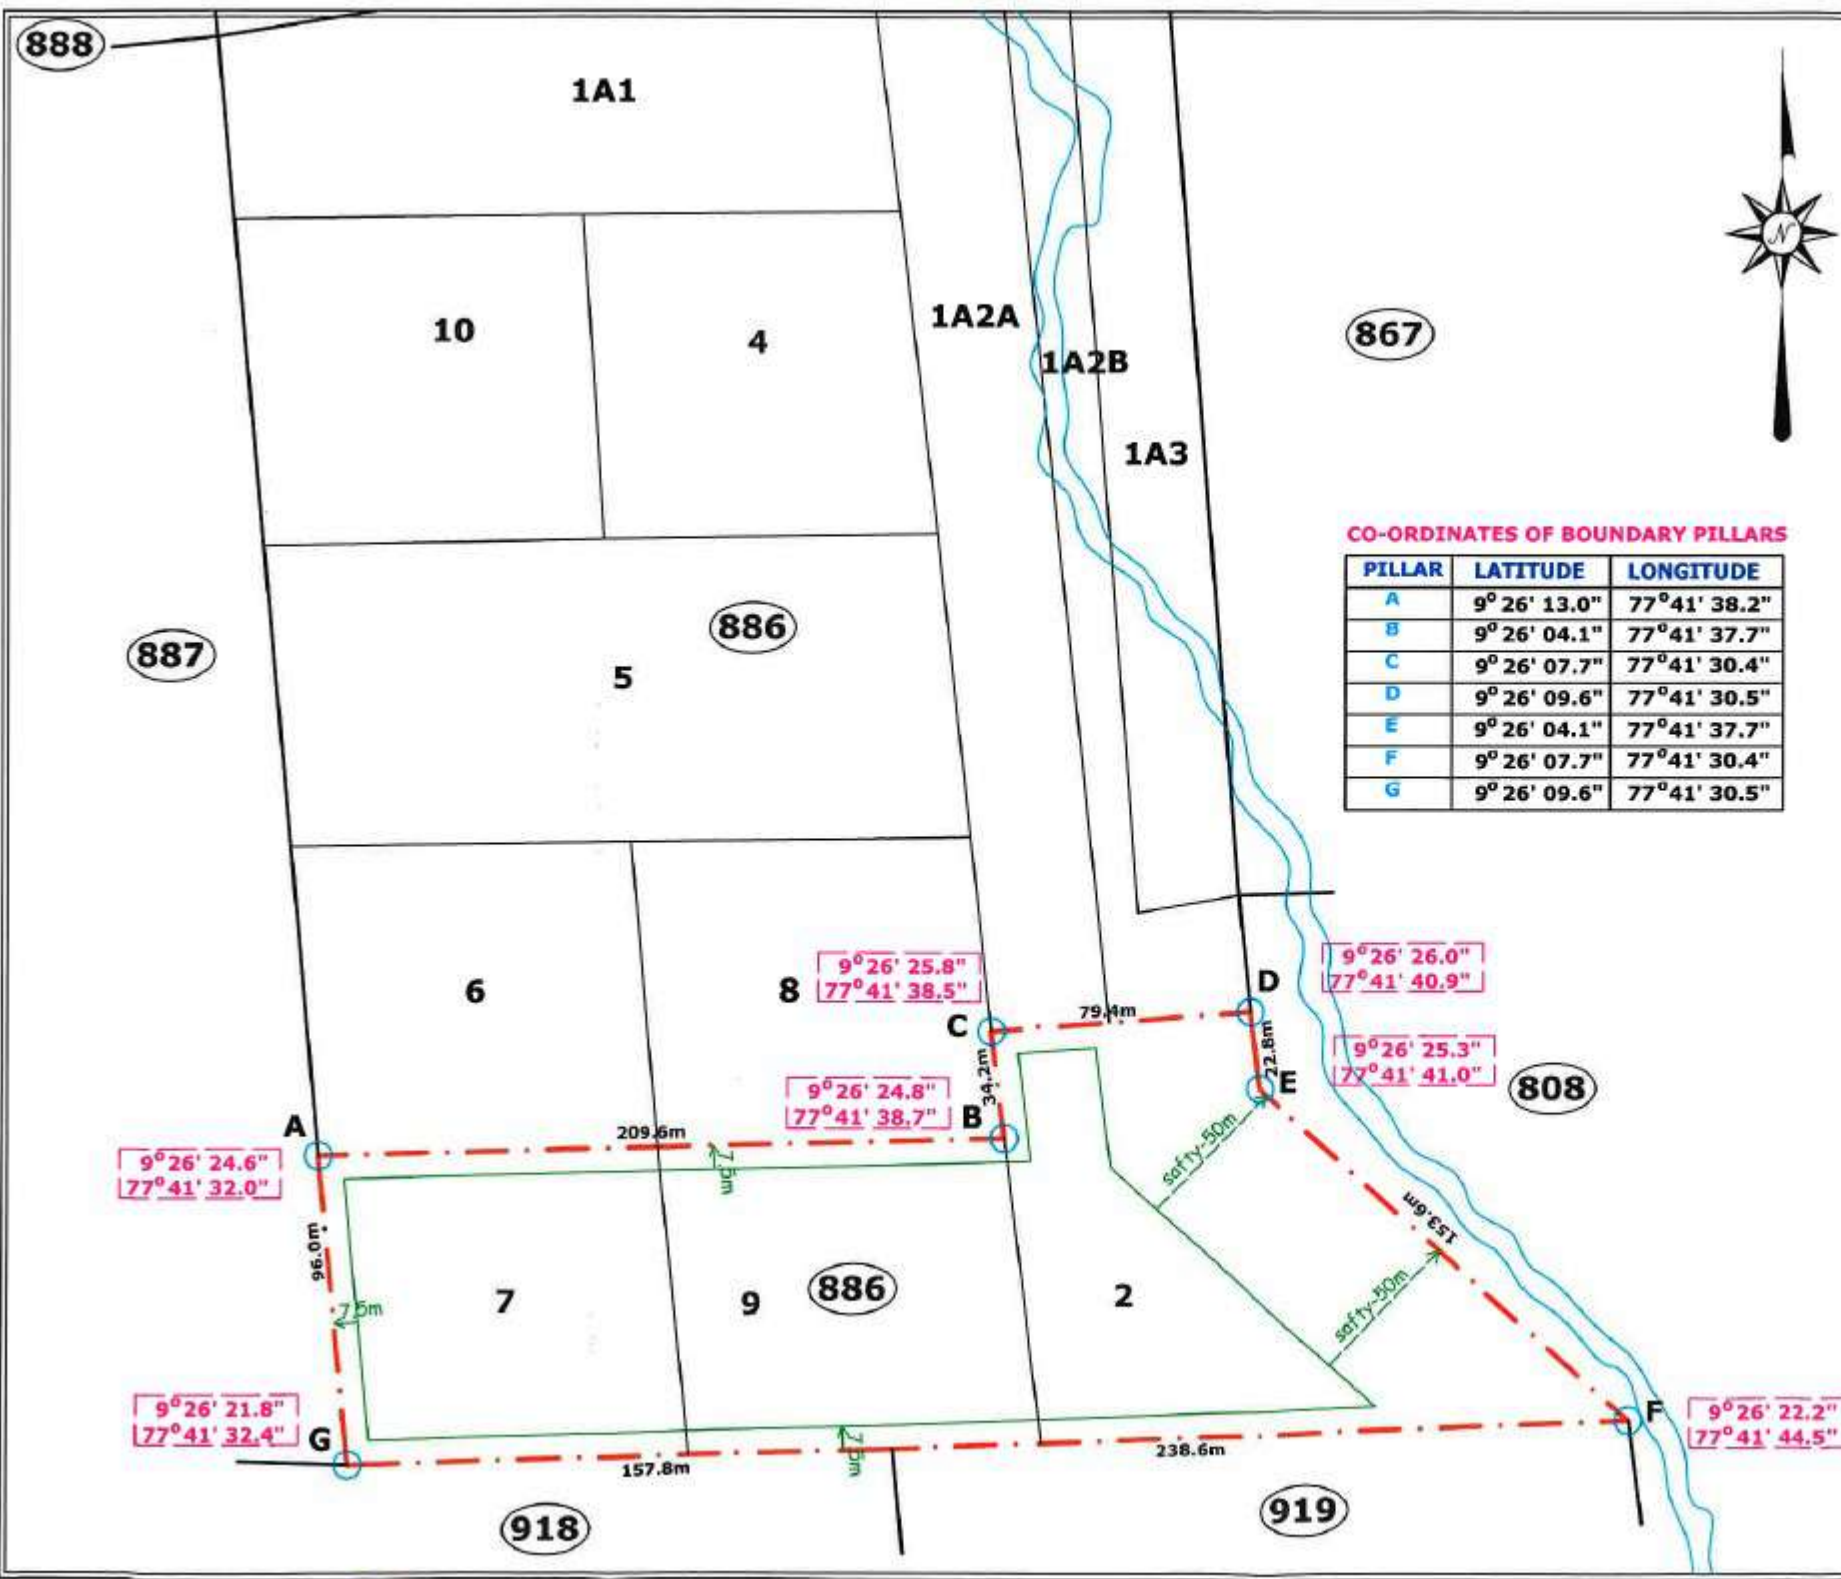 888
1A1
10
4
1A2A
1A2B
867
1A3
N
CO-ORDINATES OF BOUNDARY PILLARS
PILLAR LATITUDE LONGITUDE
A 9° 26' 13.0" 77°41' 38.2"
B 9° 26' 04.1" 77°41' 37.7"
C 9° 26' 07.7" 77°41' 30.4"
D 9° 26' 09.6" 77°41' 30.5"
E 9° 26' 04.1" 77°41' 37.7"
F 9° 26' 07.7" 77°41' 30.4"
G 9° 26' 09.6" 77°41' 30.5"
887
886
5
6
8
9°26' 25.8"
77°41' 38.5"
C
79.4m
D
9°26' 26.0"
77°41' 40.9"
34.2m
22.8m
E
9°26' 25.3"
77°41' 41.0"
808
9°26' 24.8"
77°41' 38.7"
B
A
209.6m
9°26' 24.6"
77°41' 32.0"
7.5m
safty-50m
153.6m
96.0m
7.5m
7
9
886
2
safty-50m
9°26' 21.8"
77°41' 32.4"
G
157.8m
7.5m
238.6m
F
9°26' 22.2"
77°41' 44.5"
918
919